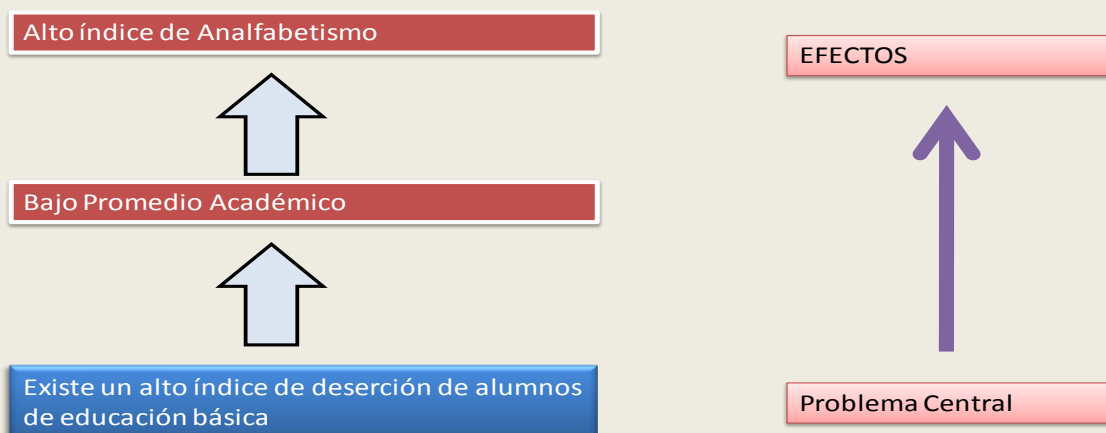 Alto índice de Analfabetismo
EFECTOS
Bajo Promedio Académico
Existe un alto índice de deserción de alumnos
de educación básica
Problema Central